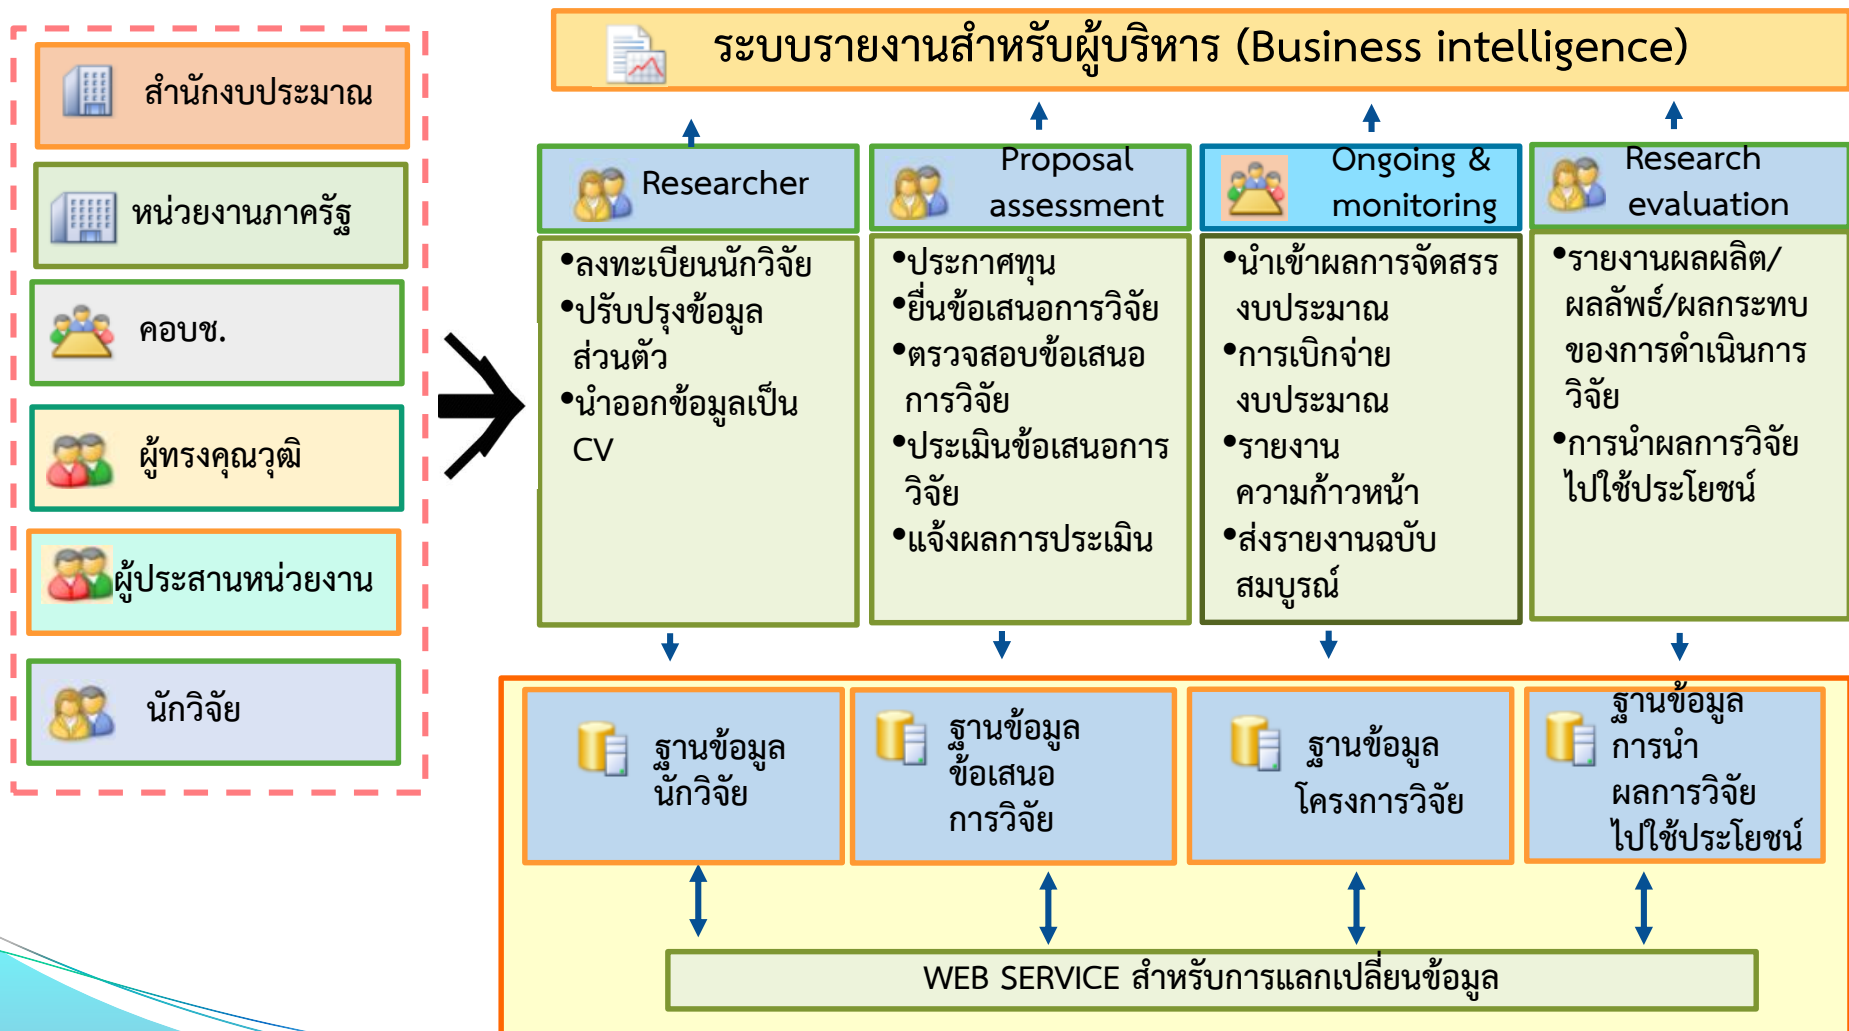 สำนักงบประมาณ
หน่วยงานภาครัฐ
คอบช.
ผู้ทรงคุณวุฒิ
ผู้ประสานหน่วยงาน
นักวิจัย
ระบบรายงานสำหรับผู้บริหาร (Business intelligence)
Researcher
•ลงทะเบียนนักวิจัย
•ปรับปรุงข้อมูล
ส่วนตัว
•นำออกข้อมูลเป็น
CV
Proposal
assessment
•ประกาศทุน
•ยื่นข้อเสนอการวิจัย
•ตรวจสอบข้อเสนอ
การวิจัย
•ประเมินข้อเสนอการ
วิจัย
•แจ้งผลการประเมิน
Ongoing &
monitoring
•นำเข้าผลการจัดสรร
งบประมาณ
•การเบิกจ่าย
งบประมาณ
•รายงาน
ความก้าวหน้า
•ส่งรายงานฉบับ
สมบูรณ์
Research
evaluation
•รายงานผลผลิต/
ผลลัพธ์/ผลกระทบ
ของการดำเนินการ
วิจัย
•การนำผลการวิจัย
ไปใช้ประโยชน์
ฐานข้อมูล
นักวิจัย
ฐานข้อมูล
ข้อเสนอ
การวิจัย
ฐานข้อมูล
โครงการวิจัย
ฐานข้อมูล
การนำ
ผลการวิจัย
ไปใช้ประโยชน์
WEB SERVICE สำหรับการแลกเปลี่ยนข้อมูล